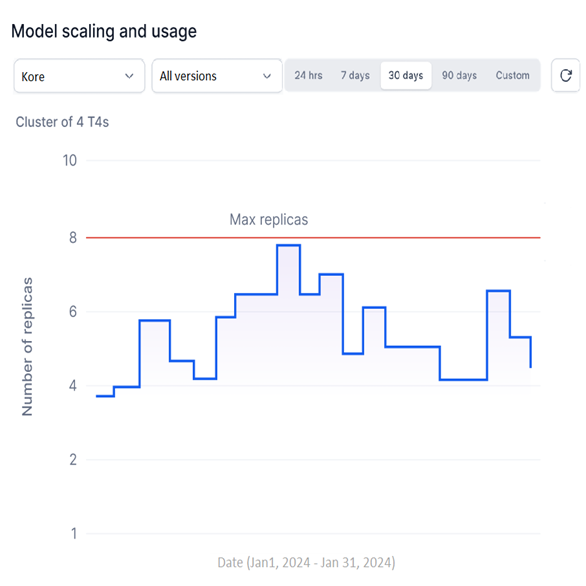 Model scaling and usage
Kore All versions 24 hrs 7 days 30 days 90 days Custom
Cluster of 4 T4s
10
Max replicas
8
6
Number of replicas
4
2
1
Date (Jan1, 2024 - Jan 31, 2024)